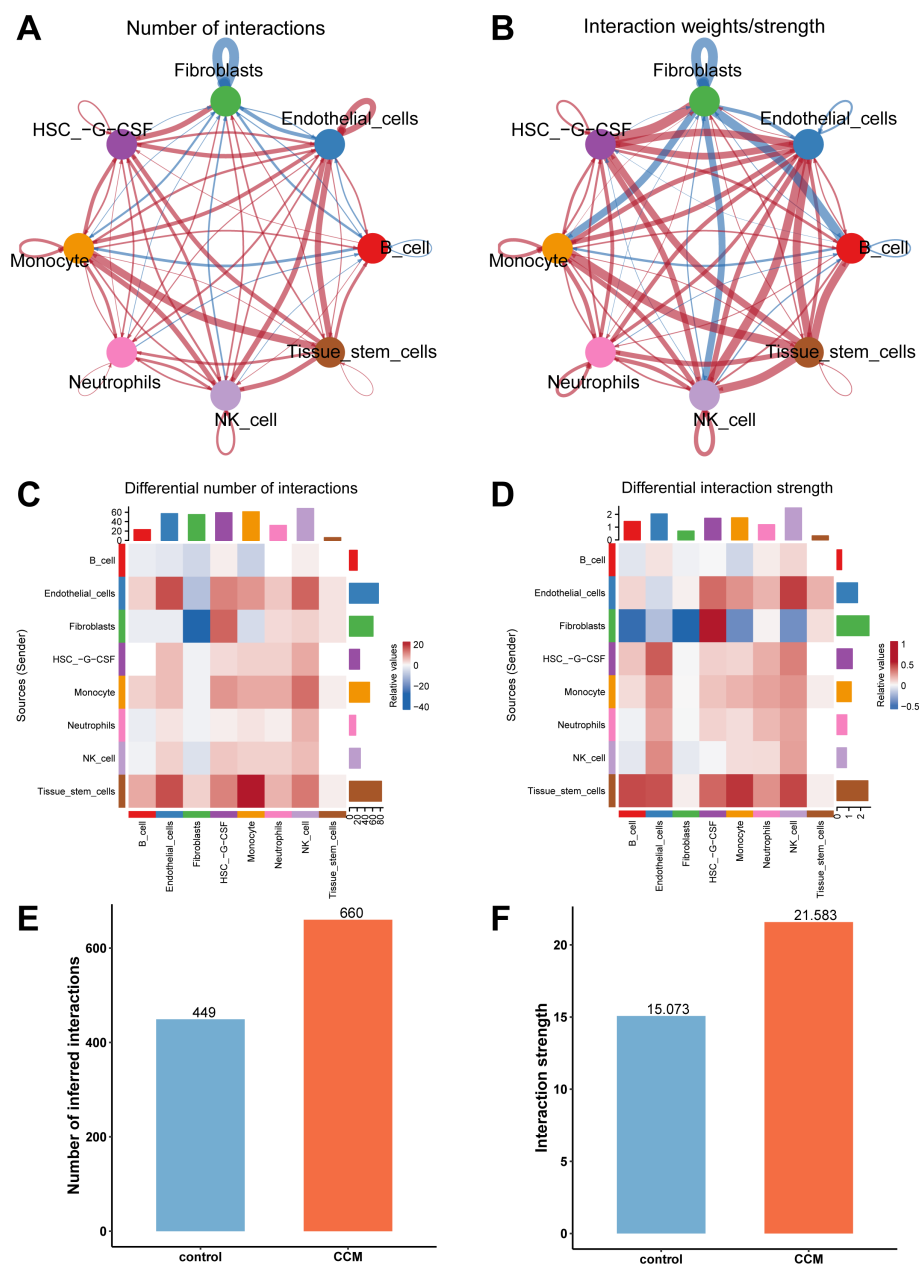 A
Number of interactions
Fibroblasts
Endothelial_cells
HSC_−G−CSF
B_cell
Monocyte
Tissue_stem_cells
Neutrophils
NK_cell
B
Interaction weights/strength
Fibroblasts
Endothelial_cells
HSC_−G−CSF
B_cell
Monocyte
Tissue_stem_cells
Neutrophils
NK_cell
C
Differential number of interactions
60
40
20
0
B_cell
Endothelial_cells
Fibroblasts
HSC_−G−CSF
Monocyte
Neutrophils
NK_cell
Tissue_stem_cells
Sources (Sender)
0
20
40
60
80
B_cell
Endothelial_cells
Fibroblasts
HSC_−G−CSF
Monocyte
Neutrophils
NK_cell
Tissue_stem_cells
Relative values
20
0
−20
−40
D
Differential interaction strength
2
1
0
B_cell
Endothelial_cells
Fibroblasts
HSC_−G−CSF
Monocyte
Neutrophils
NK_cell
Tissue_stem_cells
Sources (Sender)
0
1
2
B_cell
Endothelial_cells
Fibroblasts
HSC_−G−CSF
Monocyte
Neutrophils
NK_cell
Tissue_stem_cells
Relative values
1
0.5
0
−0.5
E
Number of inferred interactions
600
400
200
0
449
660
control
CCM
F
Interaction strength
20
15
10
5
0
15.073
21.583
control
CCM